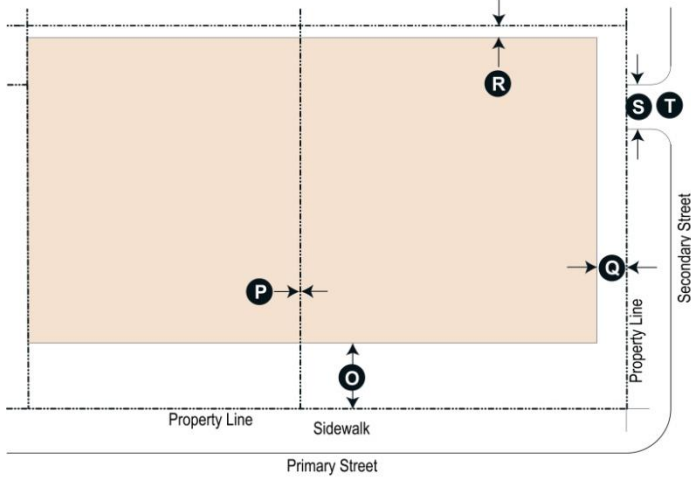 R
S T
Secondary Street
Q
P
Property Line
O
Property Line
Sidewalk
Primary Street